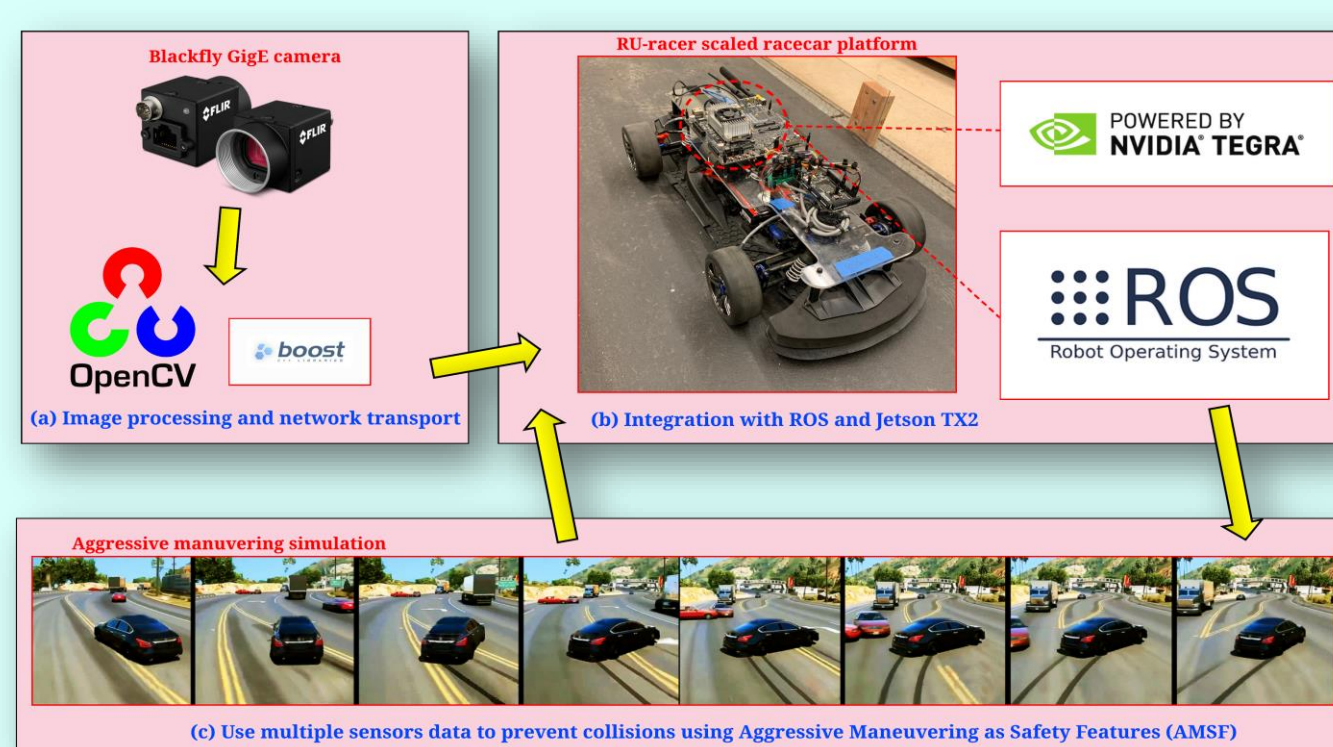 Blackfly GigE camera
FLIR
FLIR
OpenCV
boost
C++ LIBRARIES
(a) Image processing and network transport
RU-racer scaled racecar platform
POWERED BY
NVIDIA® TEGRA®
ROS
Robot Operating System
(b) Integration with ROS and Jetson TX2
Aggressive manuvering simulation
(c) Use multiple sensors data to prevent collisions using Aggressive Maneuvering as Safety Features (AMSF)